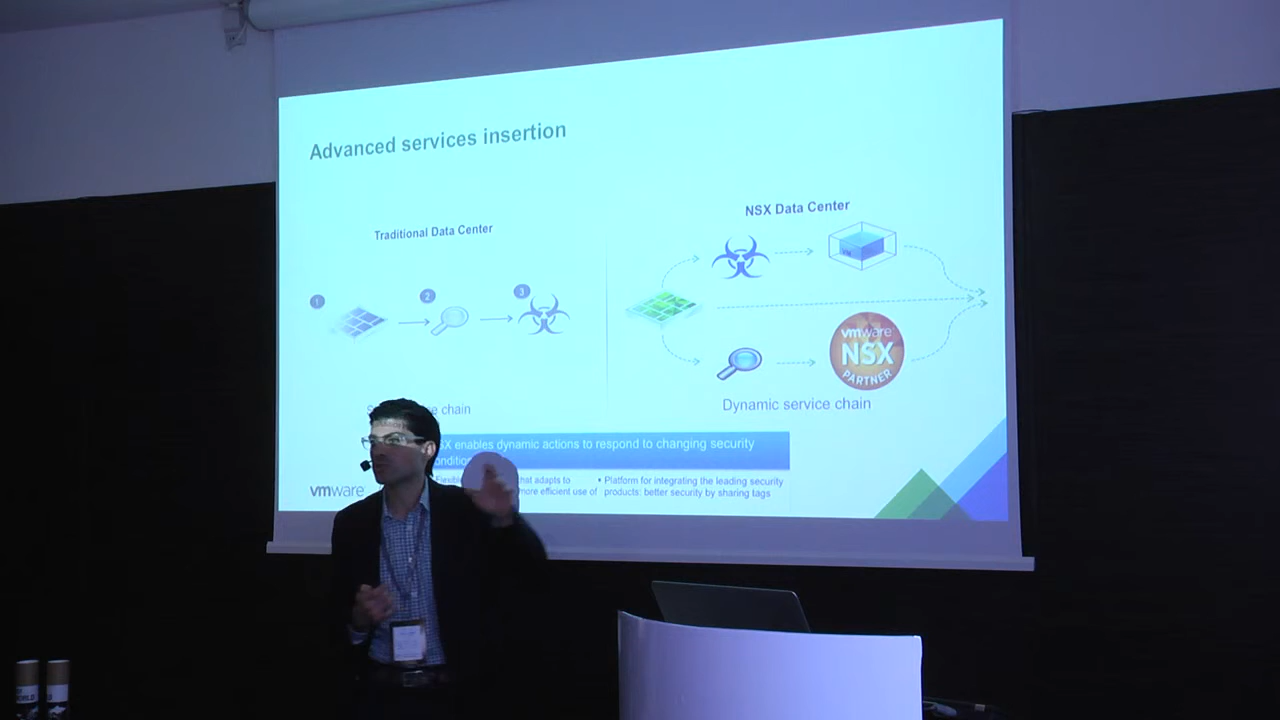 Advanced services insertion
Traditional Data Center
1
2
3
chain
NSX Data Center
VM
vmware
NSX
PARTNER
Dynamic service chain
enables dynamic actions to respond to changing security
that adapts to
more efficient use of
• Platform for integrating the leading security
products: better security by sharing tags
vmware